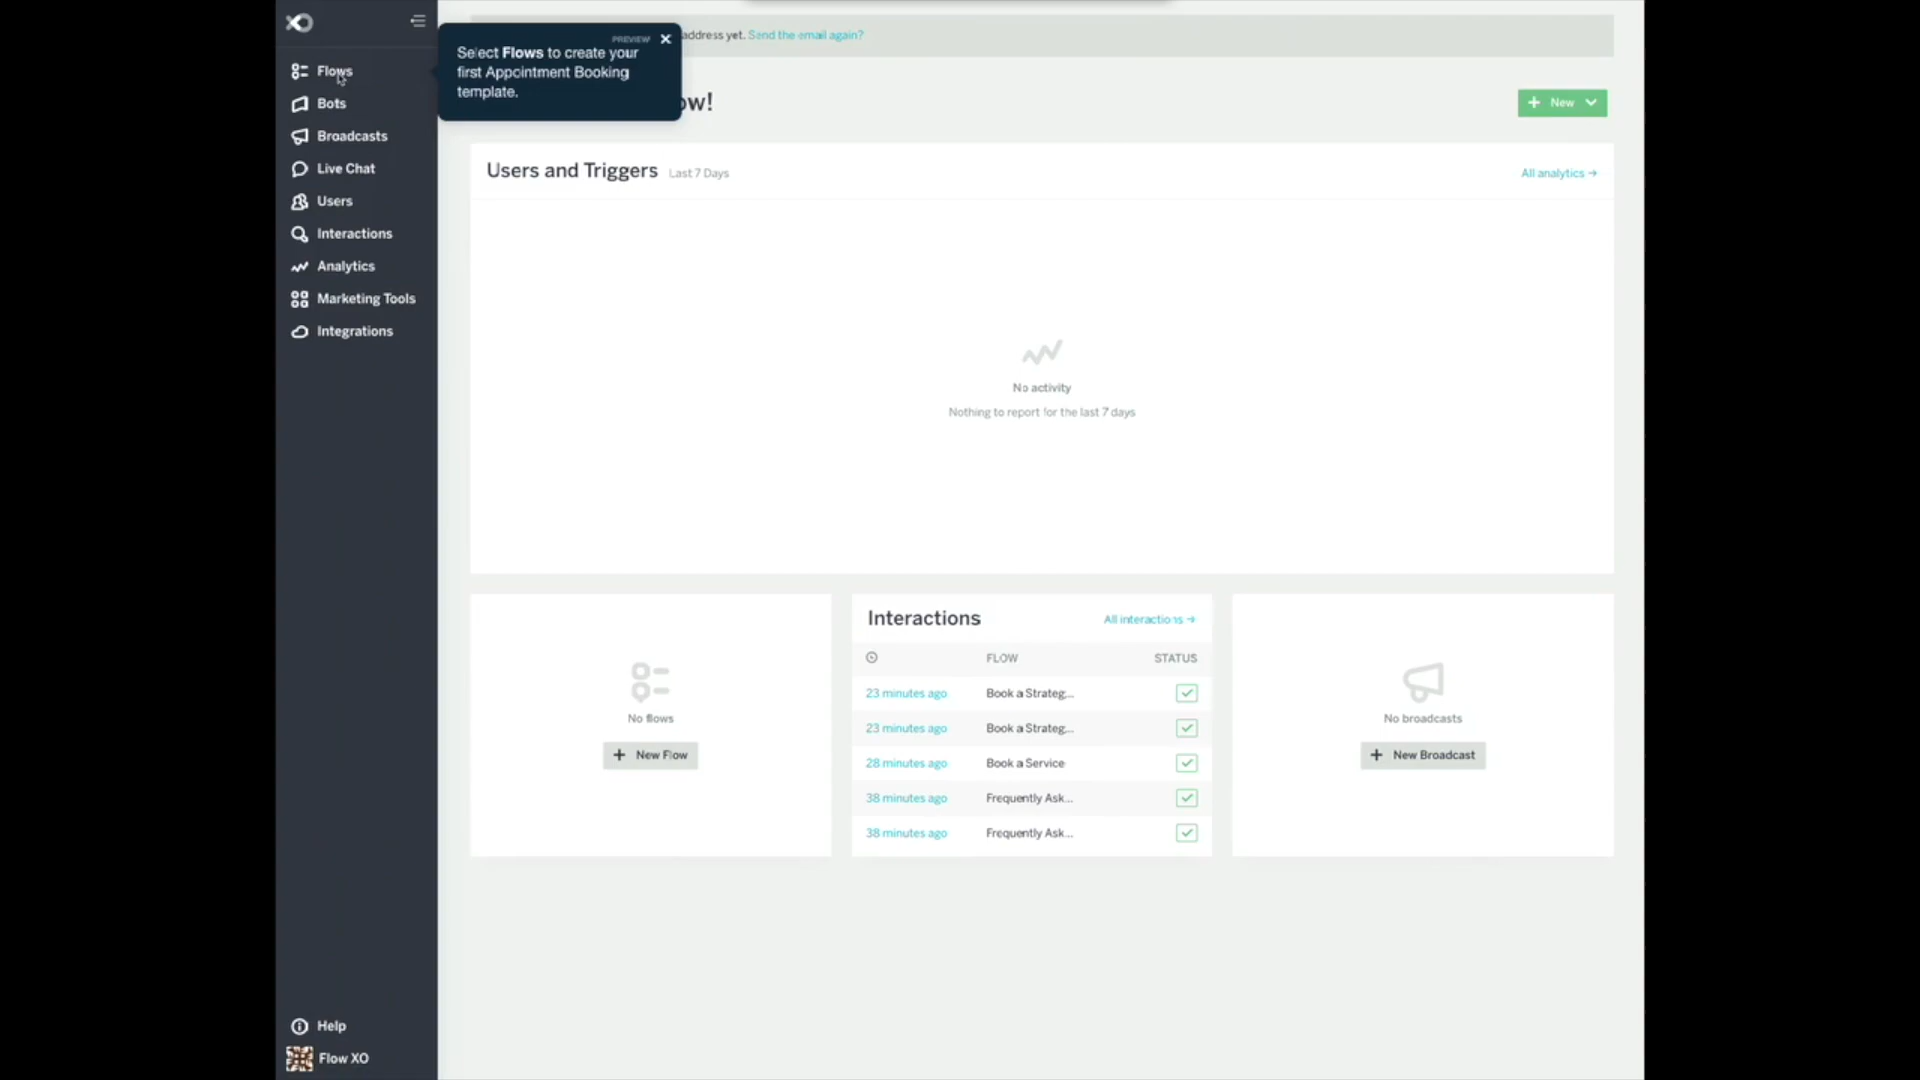 XO
Flows
Bots
Broadcasts
Live Chat
Users
Interactions
Analytics
Marketing Tools
Integrations
Help
Flow XO
PREVIEW
Select Flows to create your
first Appointment Booking
template.
address yet. Send the email again?
ow!
+ New
Users and Triggers Last 7 Days
All analytics →
No activity
Nothing to report for the last 7 days
No flows
+ New Flow
Interactions
All interactions →
FLOW STATUS
23 minutes ago Book a Strateg...
23 minutes ago Book a Strateg...
28 minutes ago Book a Service
38 minutes ago Frequently Ask...
38 minutes ago Frequently Ask...
No broadcasts
+ New Broadcast